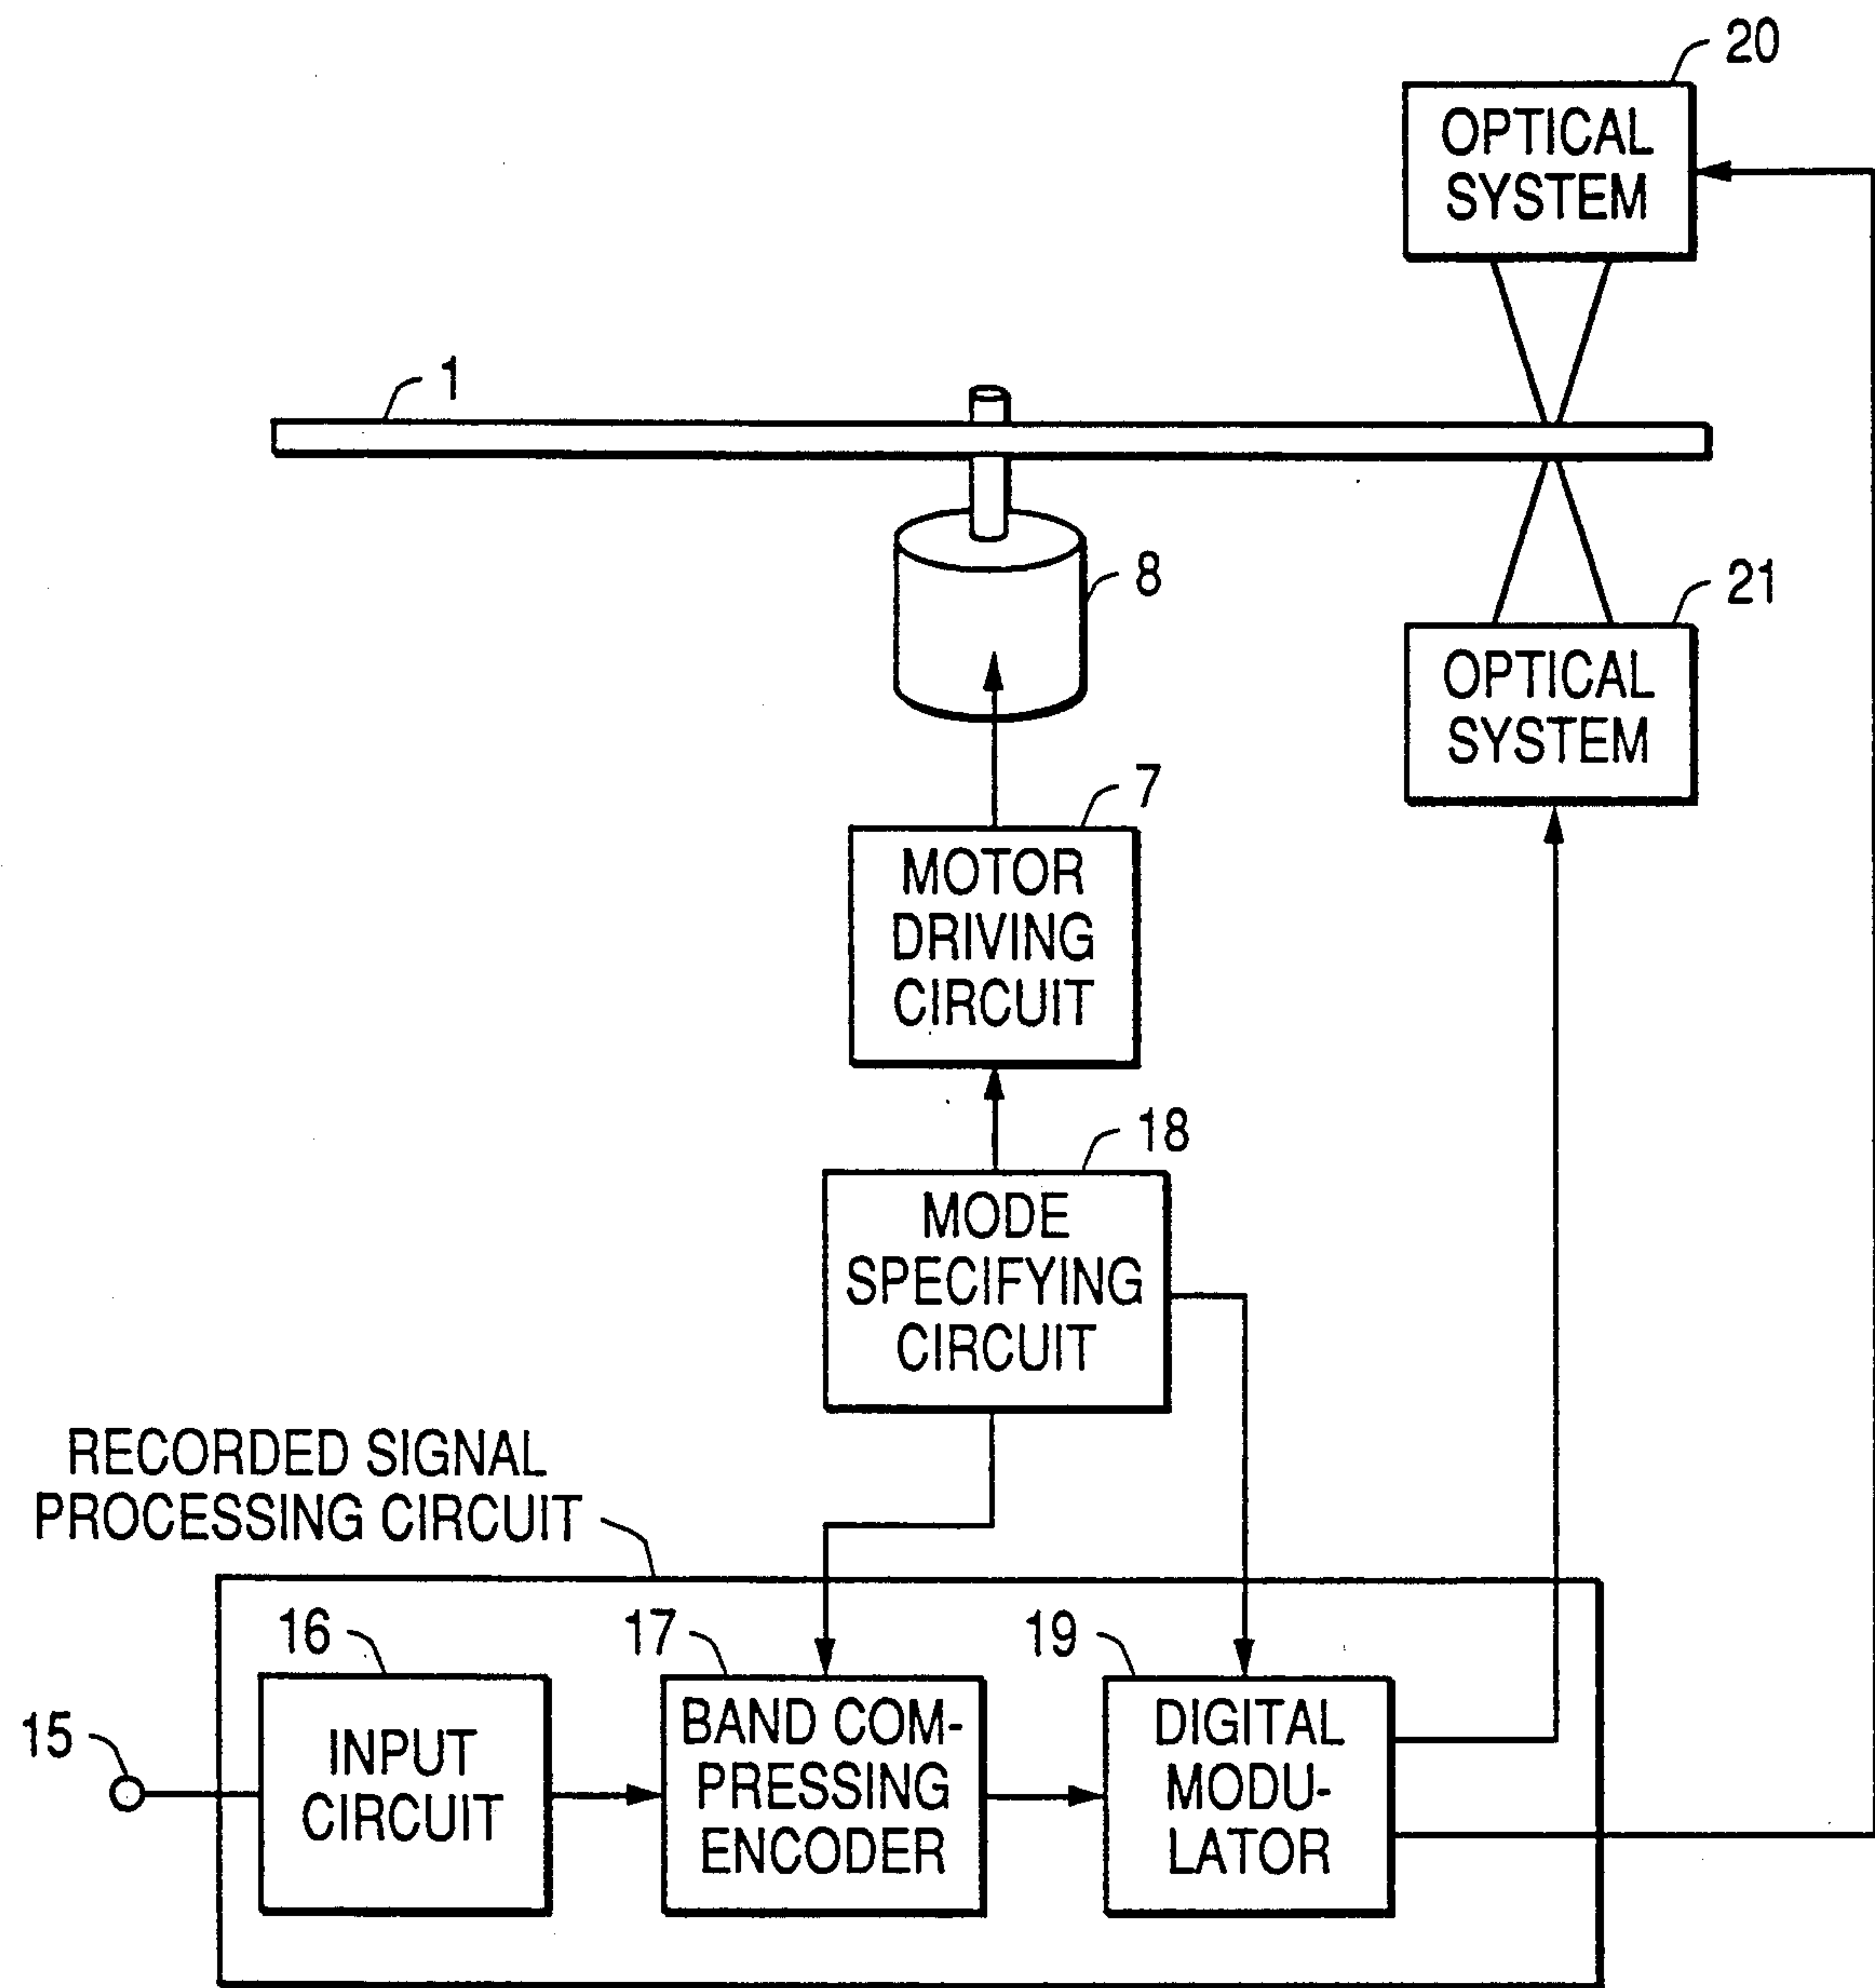 20
OPTICAL
SYSTEM
1
8
21
OPTICAL
SYSTEM
7
MOTOR
DRIVING
CIRCUIT
18
MODE
SPECIFYING
CIRCUIT
RECORDED SIGNAL
PROCESSING CIRCUIT
16
17
19
15
INPUT
CIRCUIT
BAND COM-
PRESSING
ENCODER
DIGITAL
MODU-
LATOR